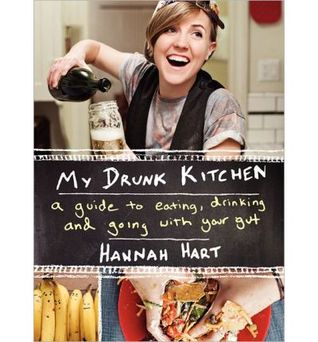 MY DRUNK KITCHEN
a guide to eating, drinking
and going with your gut
HANNAH HART